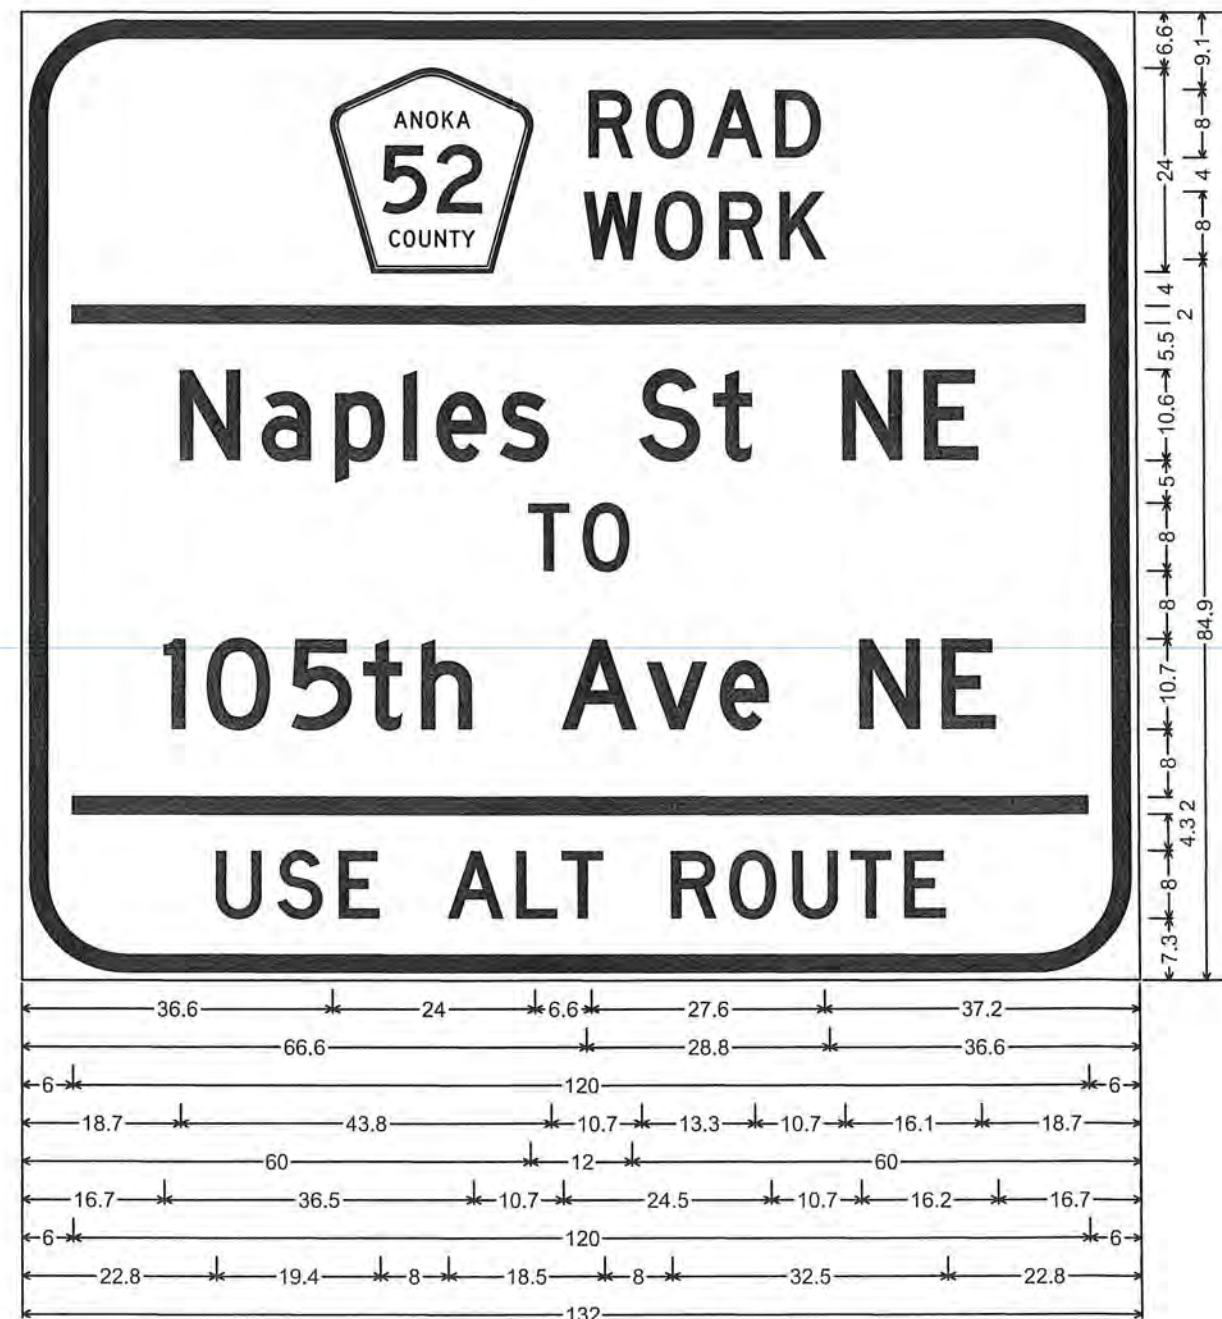 ANOKA
52
COUNTY
ROAD
WORK
Naples St NE
TO
105th Ave NE
USE ALT ROUTE
6.6
24
4
5.5
10.6
5
8
8
10.7
8
8
7.3
9.1
8
4
8
2
84.9
4.3 2
36.6 24 6.6 27.6 37.2
66.6 28.8 36.6
6 120 6
18.7 43.8 10.7 13.3 10.7 16.1 18.7
60 12 60
16.7 36.5 10.7 24.5 10.7 16.2 16.7
6 120 6
22.8 19.4 8 18.5 8 32.5 22.8
132